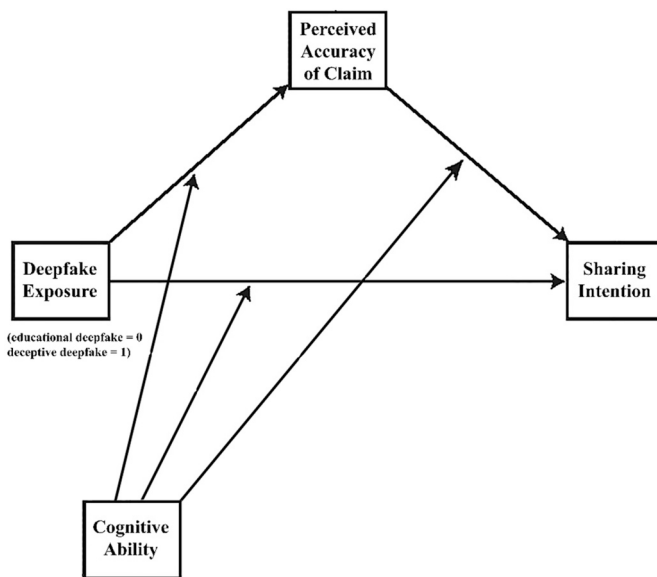 Perceived
Accuracy
of Claim
Deepfake
Exposure
Sharing
Intention
(educational deepfake = 0
deceptive deepfake = 1)
Cognitive
Ability